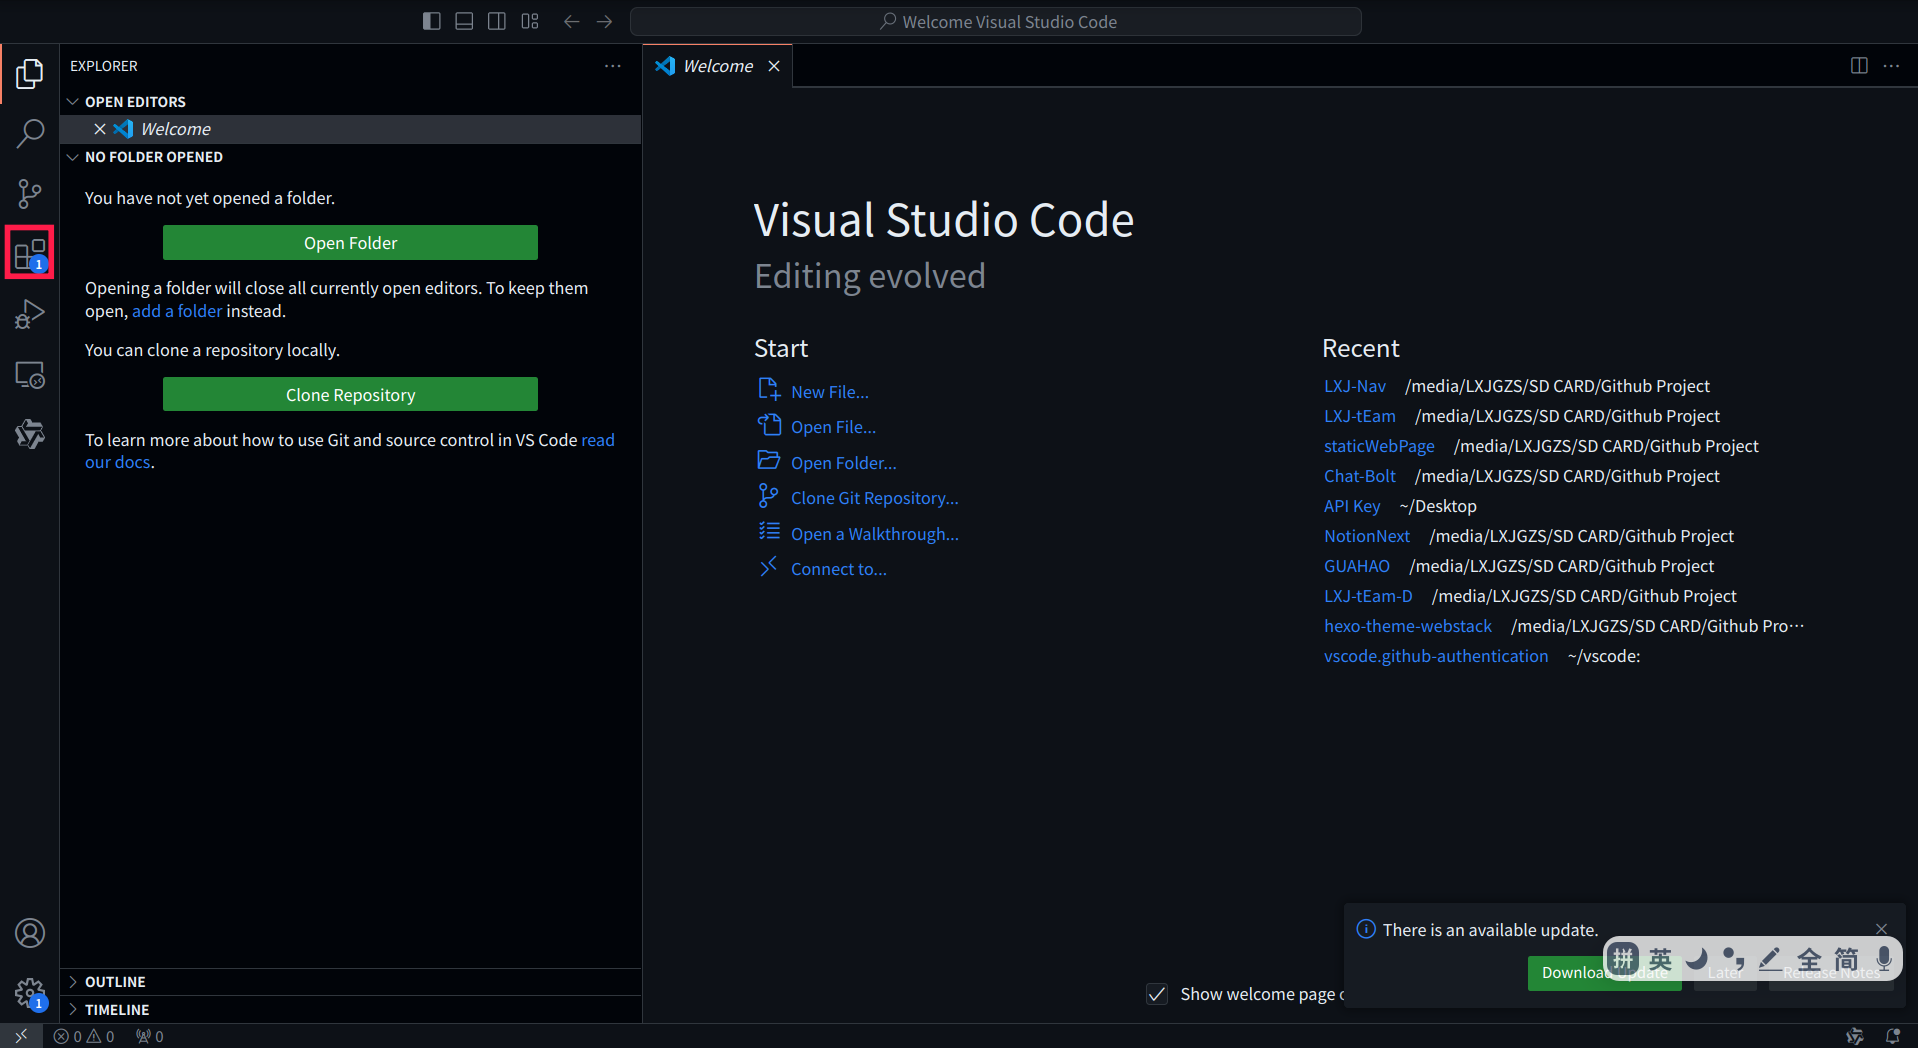 Welcome Visual Studio Code
EXPLORER
OPEN EDITORS
Welcome
NO FOLDER OPENED
You have not yet opened a folder.
Open Folder
Opening a folder will close all currently open editors. To keep them
open, add a folder instead.
You can clone a repository locally.
Clone Repository
To learn more about how to use Git and source control in VS Code read
our docs.
OUTLINE
TIMELINE
1
1
Welcome
Visual Studio Code
Editing evolved
Start
New File...
Open File...
Open Folder...
Clone Git Repository...
Open a Walkthrough...
Connect to...
Recent
LXJ-Nav /media/LXJGZS/SD CARD/Github Project
LXJ-tEam /media/LXJGZS/SD CARD/Github Project
staticWebPage /media/LXJGZS/SD CARD/Github Project
Chat-Bolt /media/LXJGZS/SD CARD/Github Project
API Key ~/Desktop
NotionNext /media/LXJGZS/SD CARD/Github Project
GUAHAO /media/LXJGZS/SD CARD/Github Project
LXJ-tEam-D /media/LXJGZS/SD CARD/Github Project
hexo-theme-webstack /media/LXJGZS/SD CARD/Github Pro···
vscode.github-authentication ~/vscode:
Show welcome page
There is an available update.
拼 英 全 简
Download Update Later Release Notes
0 0 0